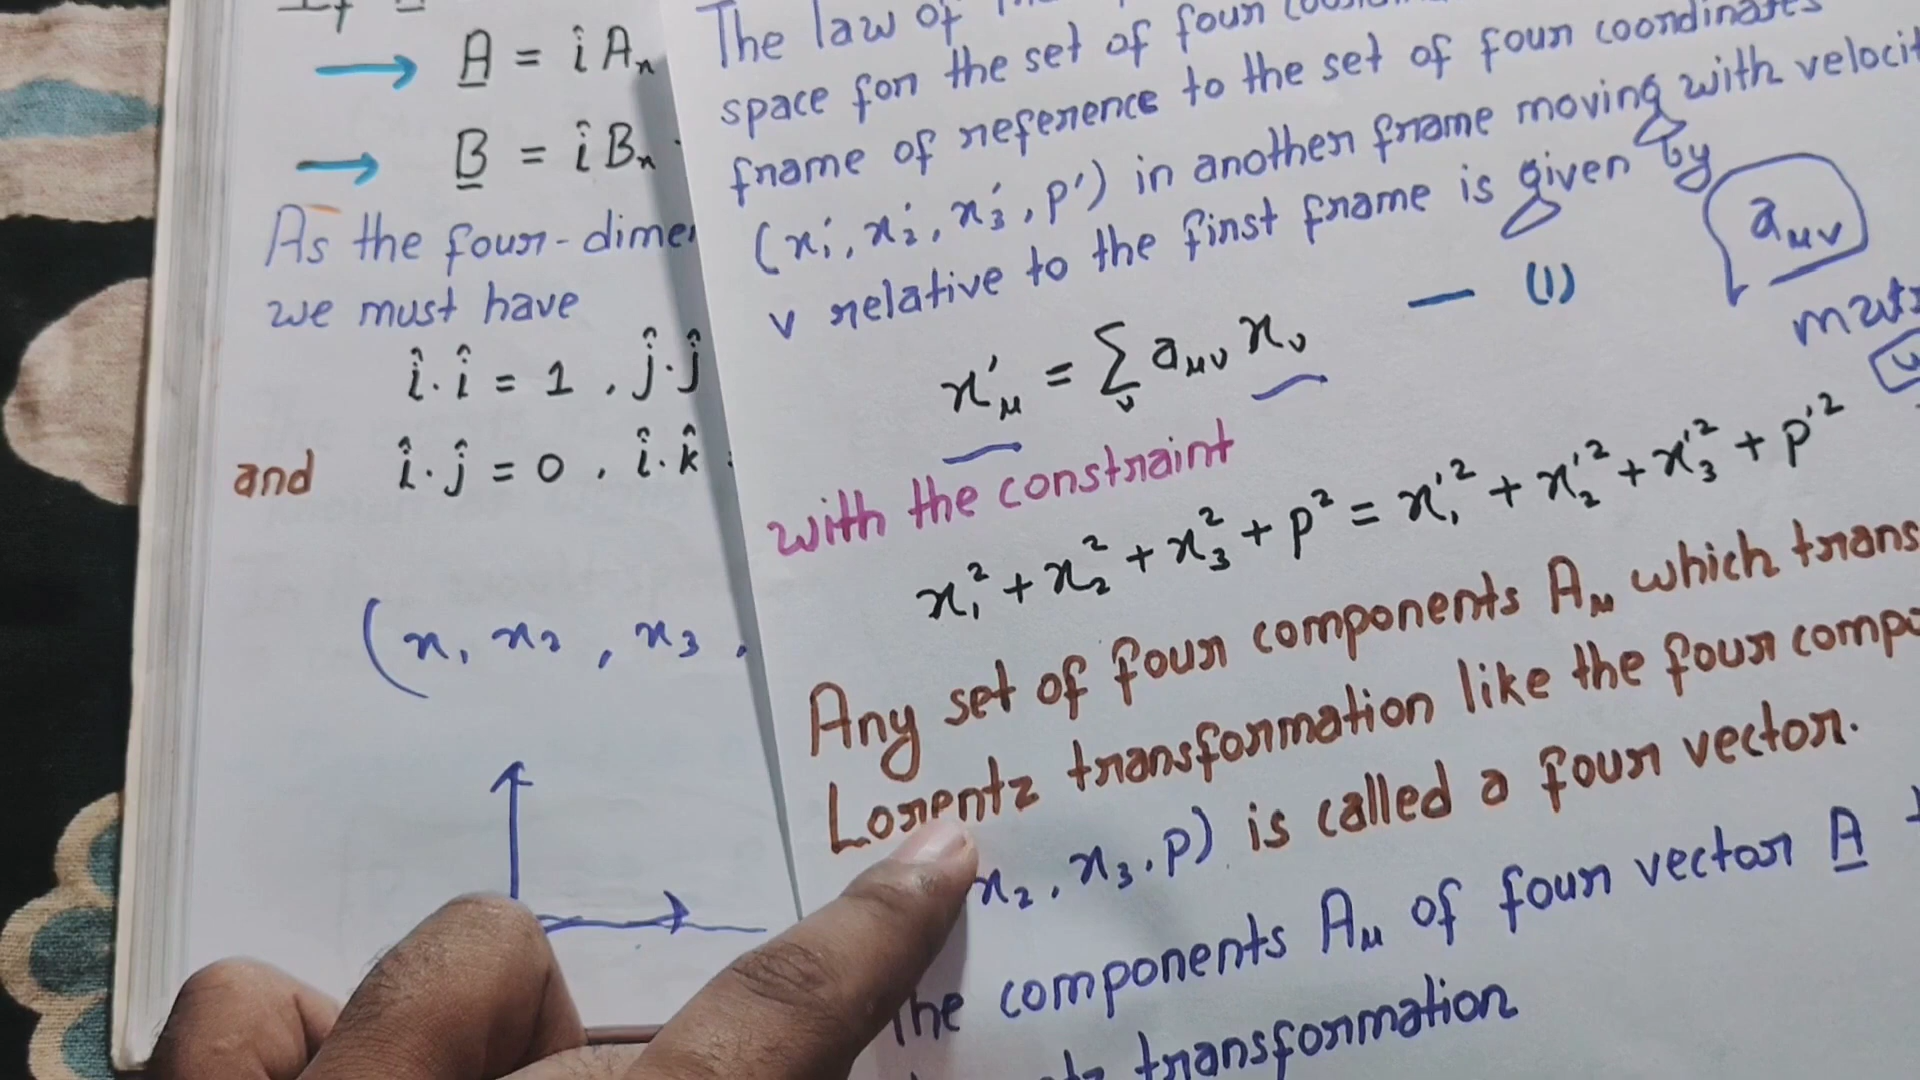 A = î Aₓ
B = î Bₓ
As the four-dimen
we must have
î. î = 1 , ĵ.ĵ
and î. ĵ = 0 , î. k̂
(x₁ x₂ , x₃ ,
The law of
space for the set of four
frame of reference to the set of four coordinates
(x₁', x₂', x₃', p') in another frame moving with velocit
v relative to the first frame is given by
aμν
— (1)
x'μ = Σν aμν xν
with the constraint
x₁² + x₂² + x₃² + p² = x₁'² + x₂'² + x₃'² + p'²
Any set of four components Aμ which trans
Lorentz transformation like the four compo
x₂, x₃, p) is called a four vector.
The components Aμ of four vector A
transformation